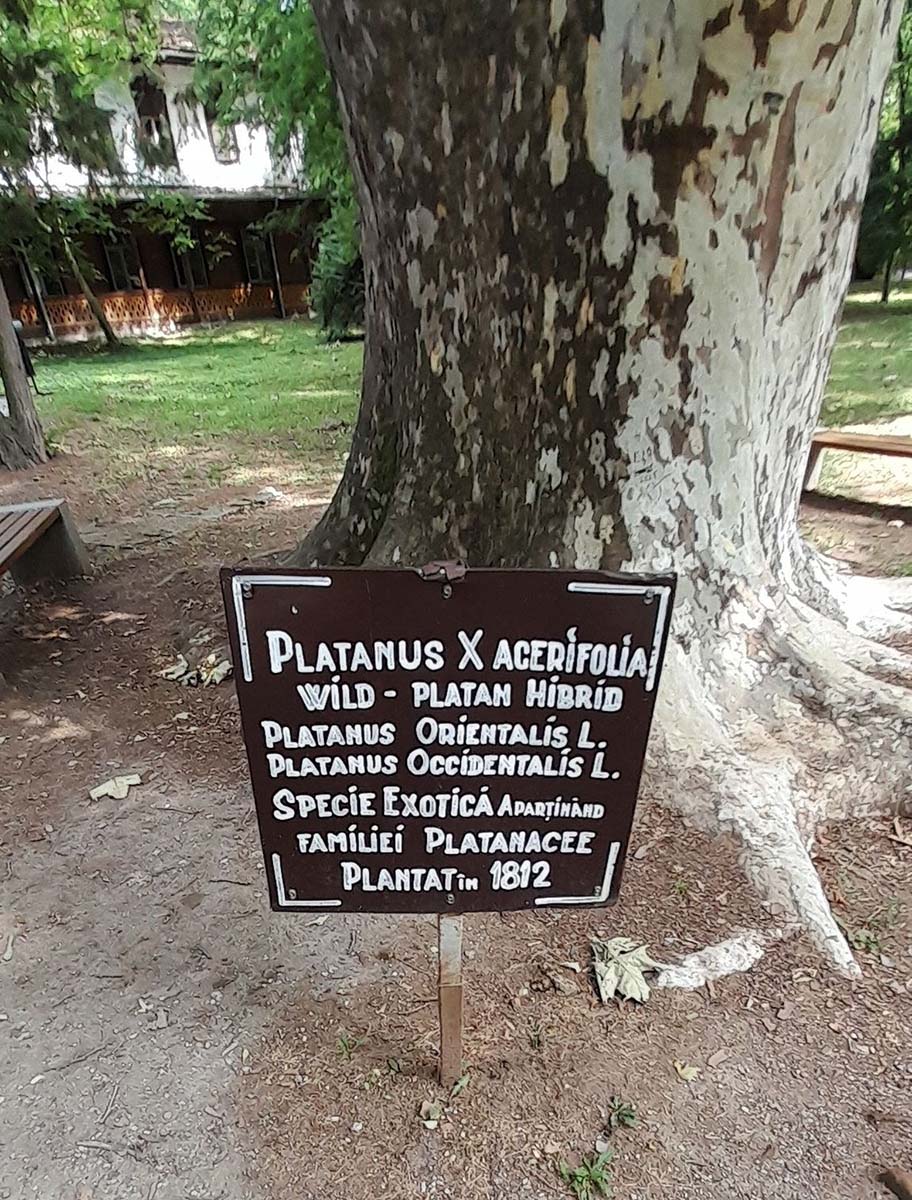 PLATANUS X ACERIFOLIA
WILD - PLATAN HIBRID
PLATANUS ORIENTALIS L.
PLATANUS OCCIDENTALIS L.
SPECIE EXOTICĂ APARȚINÂND
FAMILIEI PLATANACEE
PLANTAT în 1812